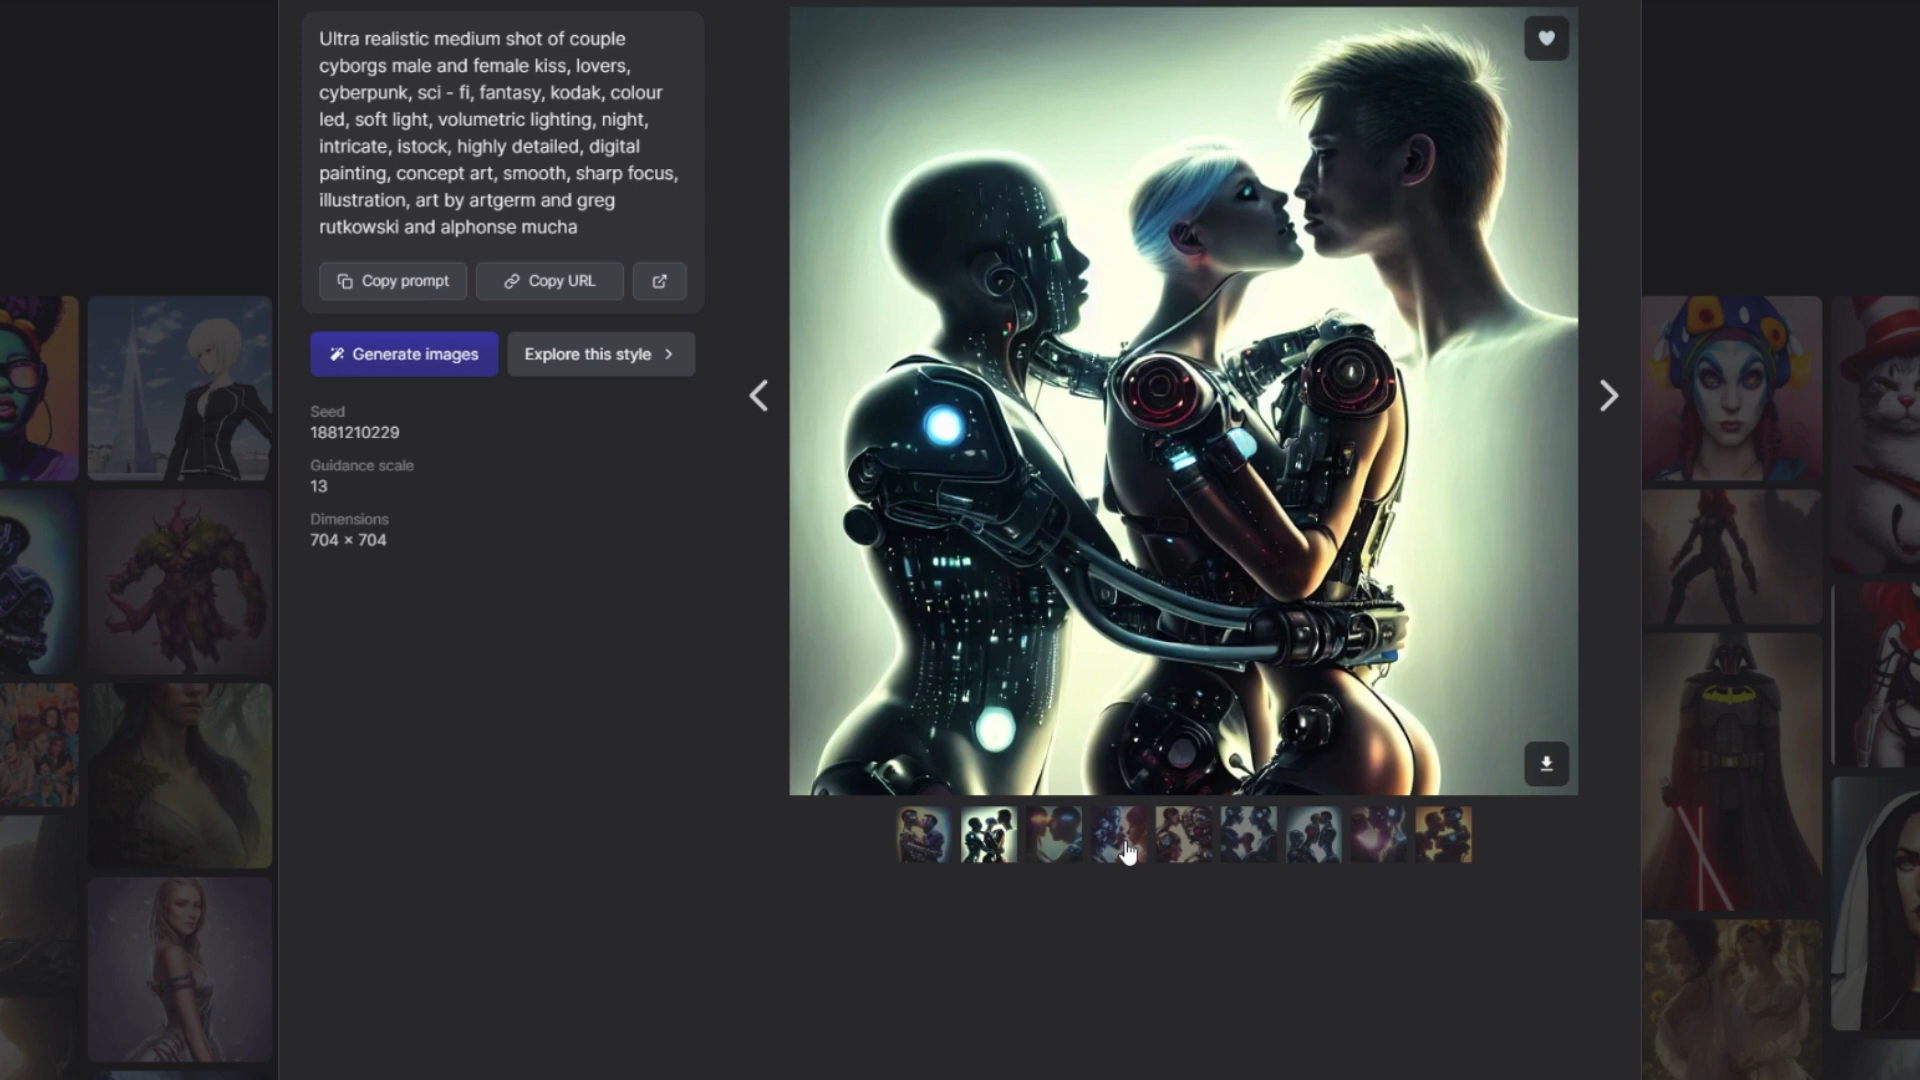 Ultra realistic medium shot of couple
cyborgs male and female kiss, lovers,
cyberpunk, sci - fi, fantasy, kodak, colour
led, soft light, volumetric lighting, night,
intricate, istock, highly detailed, digital
painting, concept art, smooth, sharp focus,
illustration, art by artgerm and greg
rutkowski and alphonse mucha
Copy prompt
Copy URL
Generate images
Explore this style
Seed
1881210229
Guidance scale
13
Dimensions
704 × 704